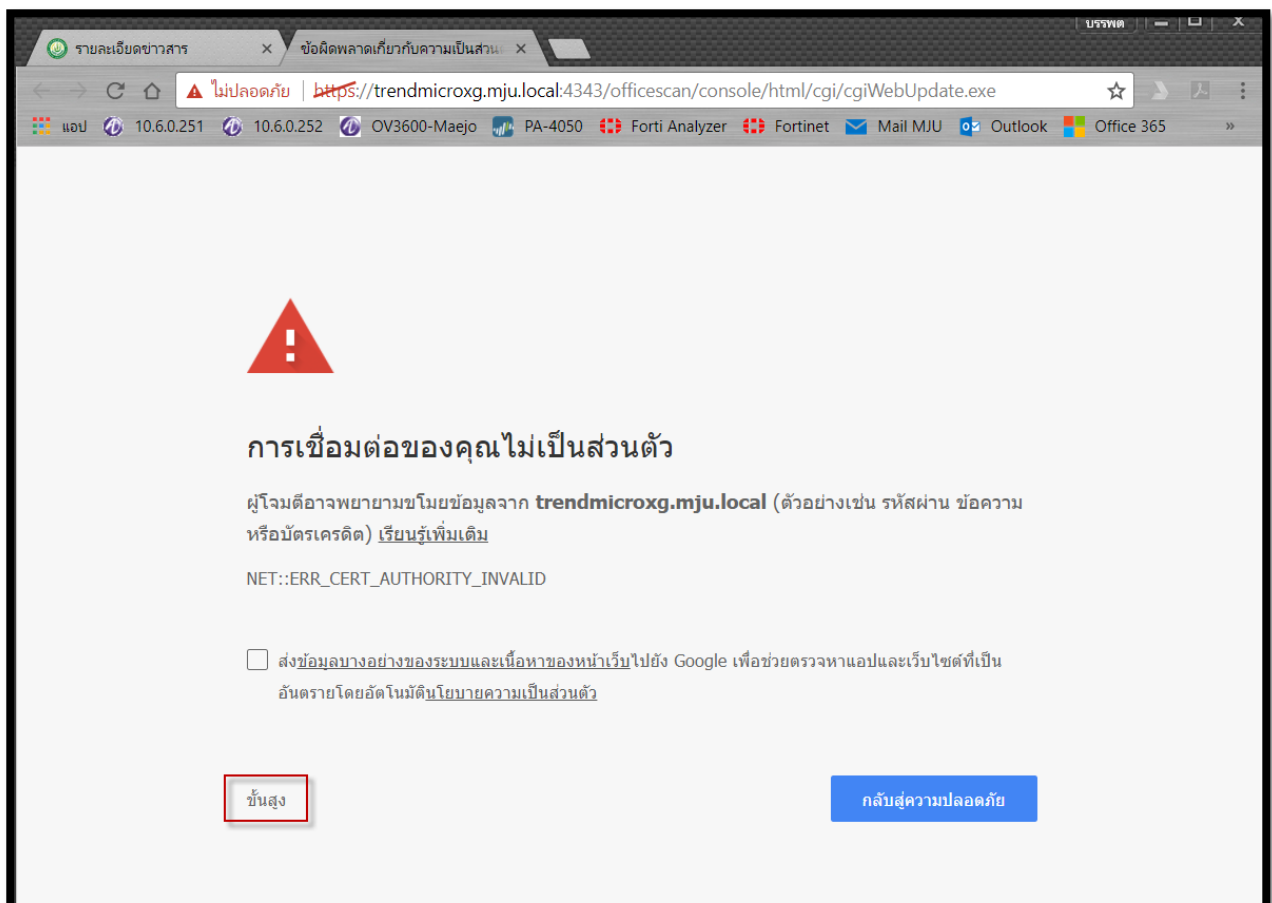 บรรพต
รายละเอียดข่าวสาร
ข้อผิดพลาดเกี่ยวกับความเป็นส่วน
ไม่ปลอดภัย https://trendmicroxg.mju.local:4343/officescan/console/html/cgi/cgiWebUpdate.exe
แอป 10.6.0.251 10.6.0.252 OV3600-Maejo PA-4050 Forti Analyzer Fortinet Mail MJU Outlook Office 365 »
การเชื่อมต่อของคุณไม่เป็นส่วนตัว
ผู้โจมตีอาจพยายามขโมยข้อมูลจาก trendmicroxg.mju.local (ตัวอย่างเช่น รหัสผ่าน ข้อความ
หรือบัตรเครดิต) เรียนรู้เพิ่มเติม
NET::ERR_CERT_AUTHORITY_INVALID
ส่งข้อมูลบางอย่างของระบบและเนื้อหาของหน้าเว็บไปยัง Google เพื่อช่วยตรวจหาแอปและเว็บไซต์ที่เป็น
อันตรายโดยอัตโนมัตินโยบายความเป็นส่วนตัว
ขั้นสูง
กลับสู่ความปลอดภัย